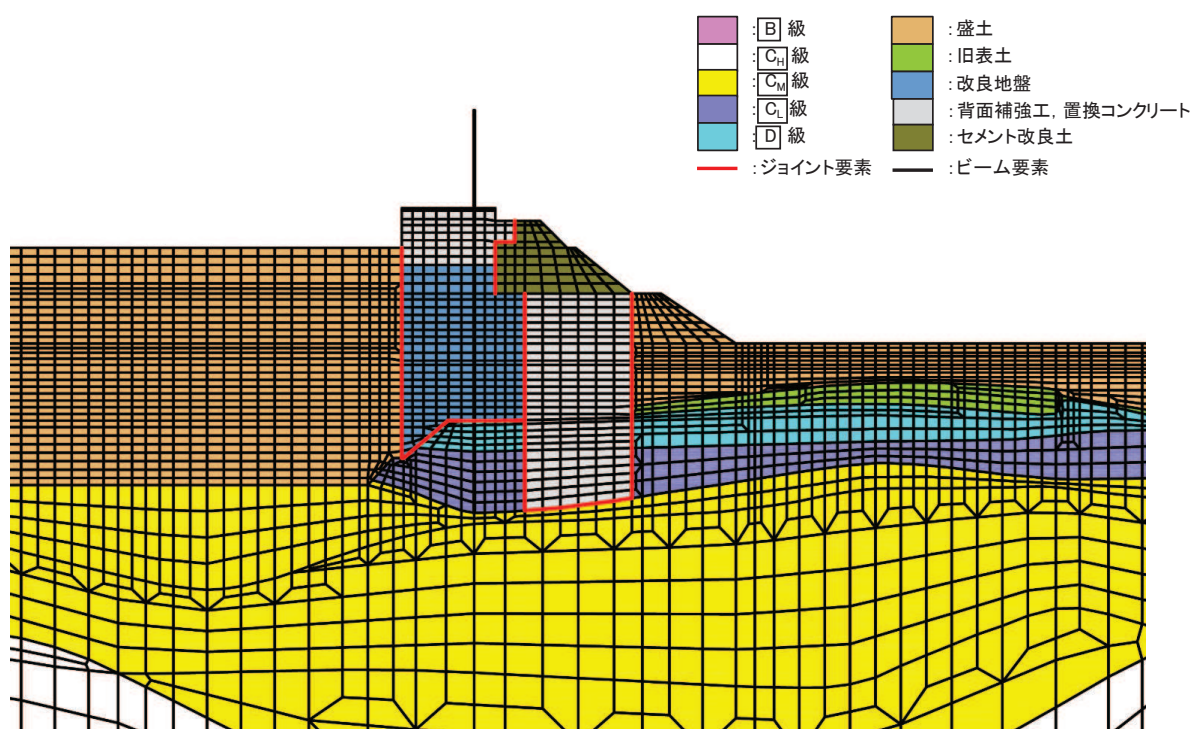 :B 級
:CH級
:CM級
:CL級
:D 級
:ジョイント要素
:盛土
:旧表土
:改良地盤
:背面補強工，置換コンクリート
:セメント改良土
:ビーム要素